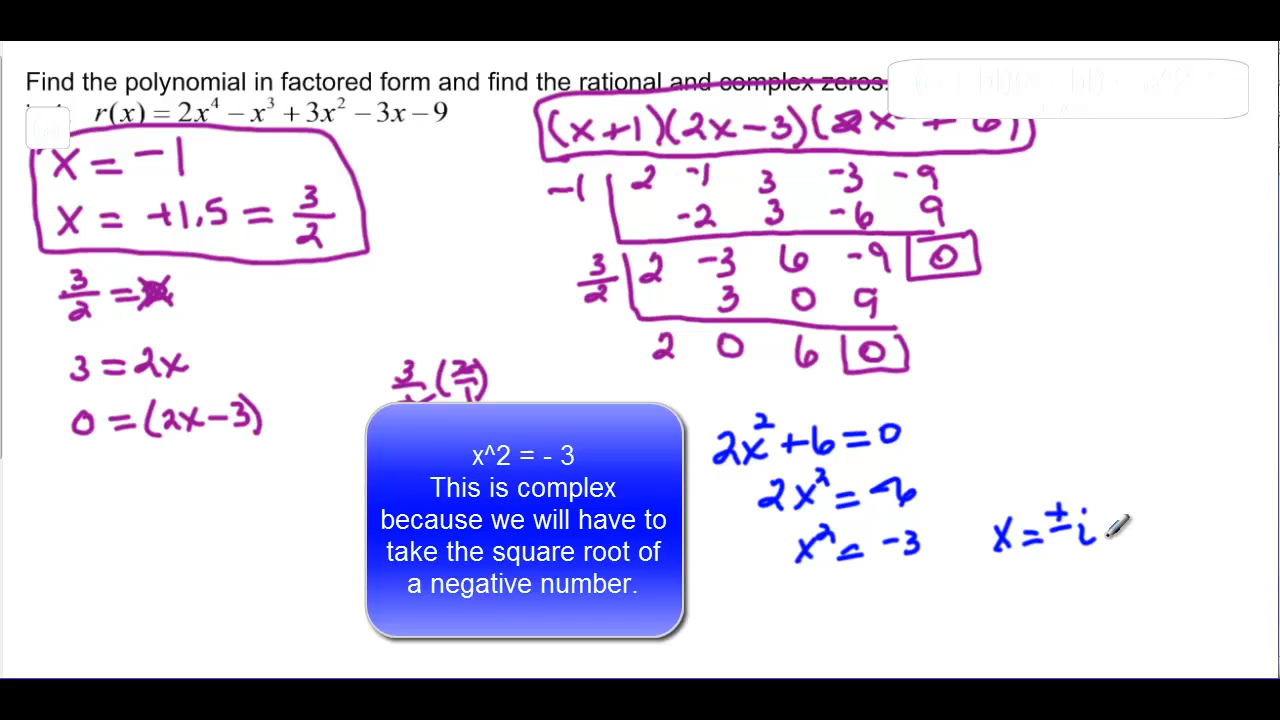 Find the polynomial in factored form and find the rational and complex zeros.
r(x) = 2x⁴ − x³ + 3x² − 3x − 9
(x+1)(2x−3)(2x² + 6)
x = −1
x = +1.5 = 3/2
3/2 =
3 = 2x
0 = (2x−3)
−1 | 2 −1 3 −3 −9
−2 3 −6 9
3/2 | 2 −3 6 −9 0
3 0 9
2 0 6 0
3/2 (2/1)
x^2 = - 3
This is complex
because we will have to
take the square root of
a negative number.
2x² + 6 = 0
2x² = −6
x² = −3
x = ± i